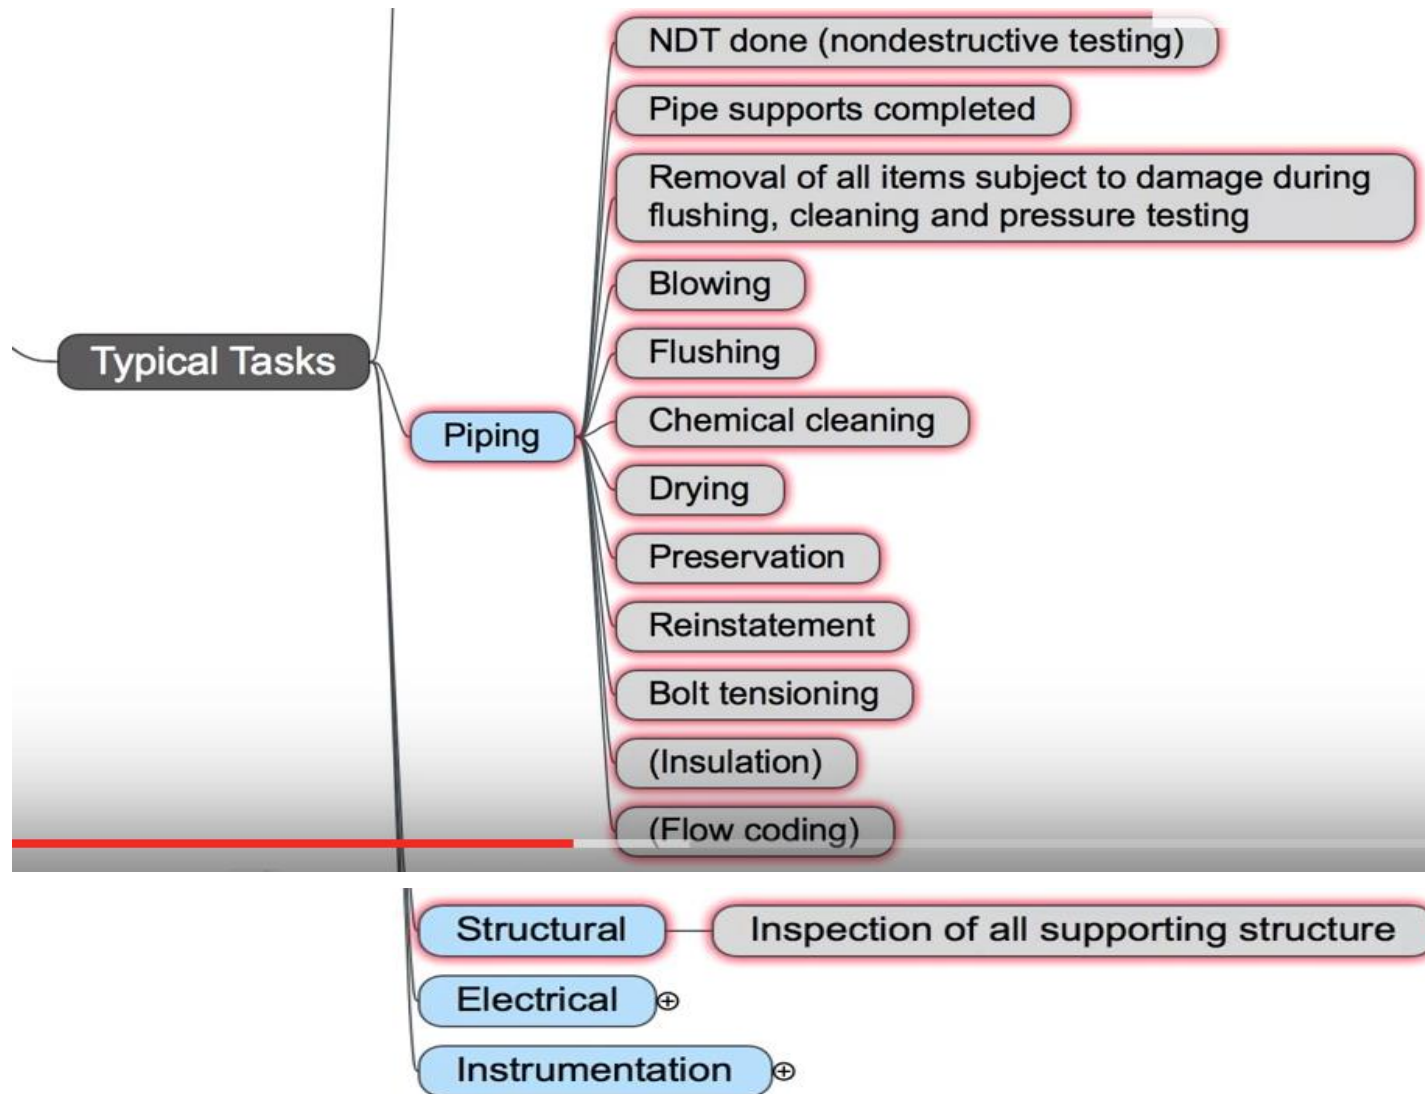 NDT done (nondestructive testing)
Pipe supports completed
Removal of all items subject to damage during
flushing, cleaning and pressure testing
Blowing
Flushing
Typical Tasks
Chemical cleaning
Piping
Drying
Preservation
Reinstatement
Bolt tensioning
(Insulation)
(Flow coding)
Structural
Inspection of all supporting structure
Electrical
Instrumentation